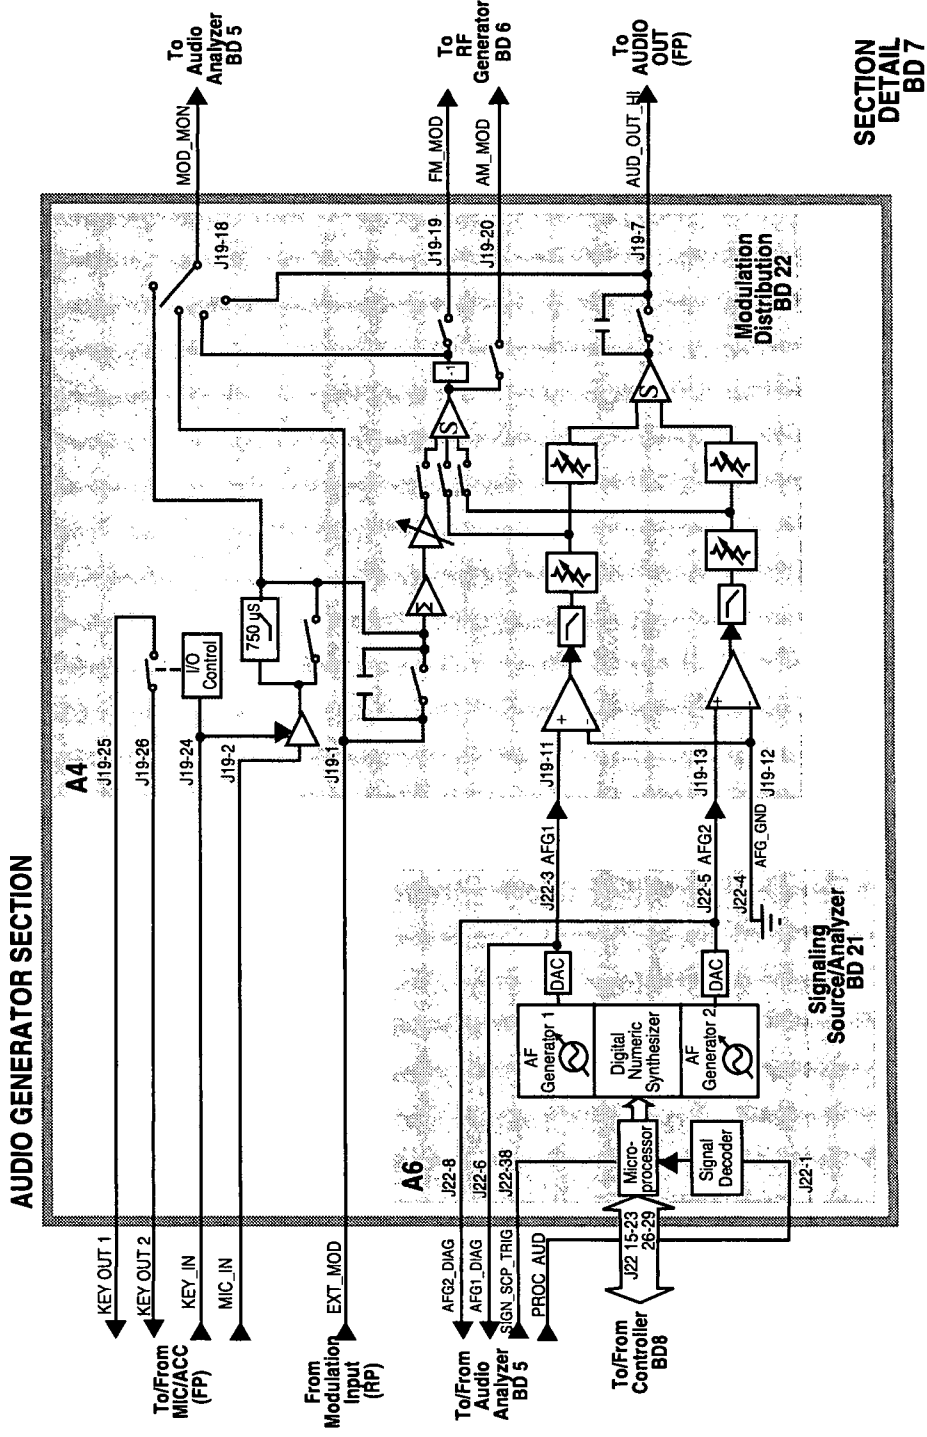 AUDIO GENERATOR SECTION
KEY OUT 1
KEY OUT 2
KEY_IN
MIC_IN
To/From
MIC/ACC
(FP)
EXT_MOD
From
Modulation
Input
(RP)
AFG2_DIAG
AFG1_DIAG
SIGN_SCP_TRIG
PROC_AUD
To/From
Audio
Analyzer
BD 5
To/From
Controller
BD8
J22 15-23
26-29
A6
J22-8
J22-6
J22-38
Micro-
processor
Signal
Decoder
J22-1
AF
Generator 1
Digital
Numeric
Synthesizer
AF
Generator 2
DAC
DAC
Signaling
Source/Analyzer
BD 21
J22-3
AFG1
J22-5
AFG2
J22-4
AFG_GND
A4
J19-25
J19-26
J19-24
J19-2
J19-1
J19-11
J19-13
J19-12
I/O
Control
750 µS
Σ
+
-
+
-
S
-1
S
Modulation
Distribution
BD 22
J19-18
J19-19
J19-20
J19-7
MOD_MON
FM_MOD
AM_MOD
AUD_OUT_HI
To
Audio
Analyzer
BD 5
To
RF
Generator
BD 6
To
AUDIO
OUT
(FP)
SECTION
DETAIL
BD 7